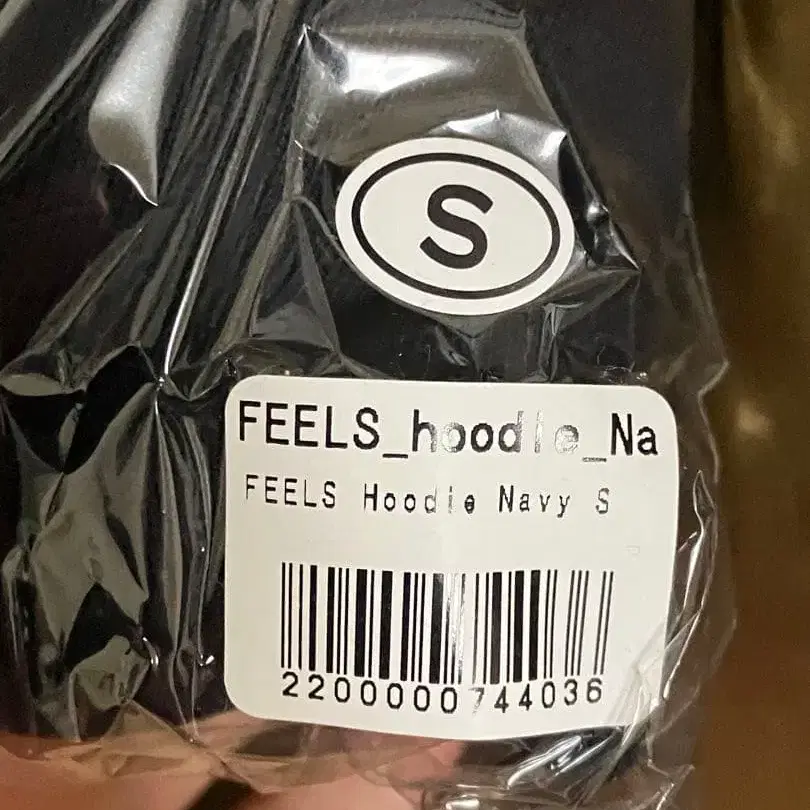 S
FEELS_hoodie_Na
FEELS Hoodie Navy S
2200000744036